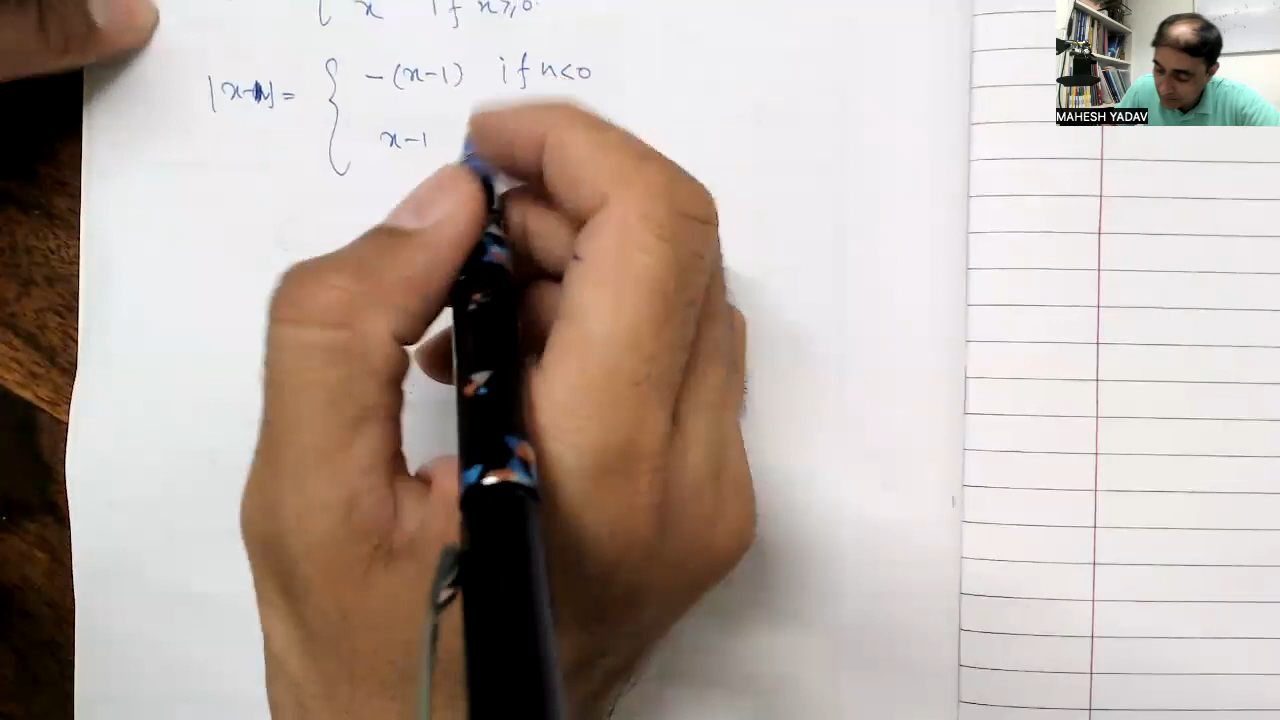 x if x≥0.
|x-1| = { -(x-1) if x<0
x-1
MAHESH YADAV